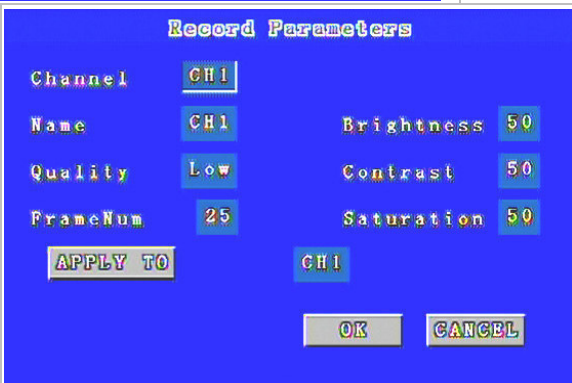 Record Parameters
Channel CH1
Name CH1 Brightness 50
Quality Low Contrast 50
FrameNum 25 Saturation 50
APPLY TO CH1
OK CANCEL